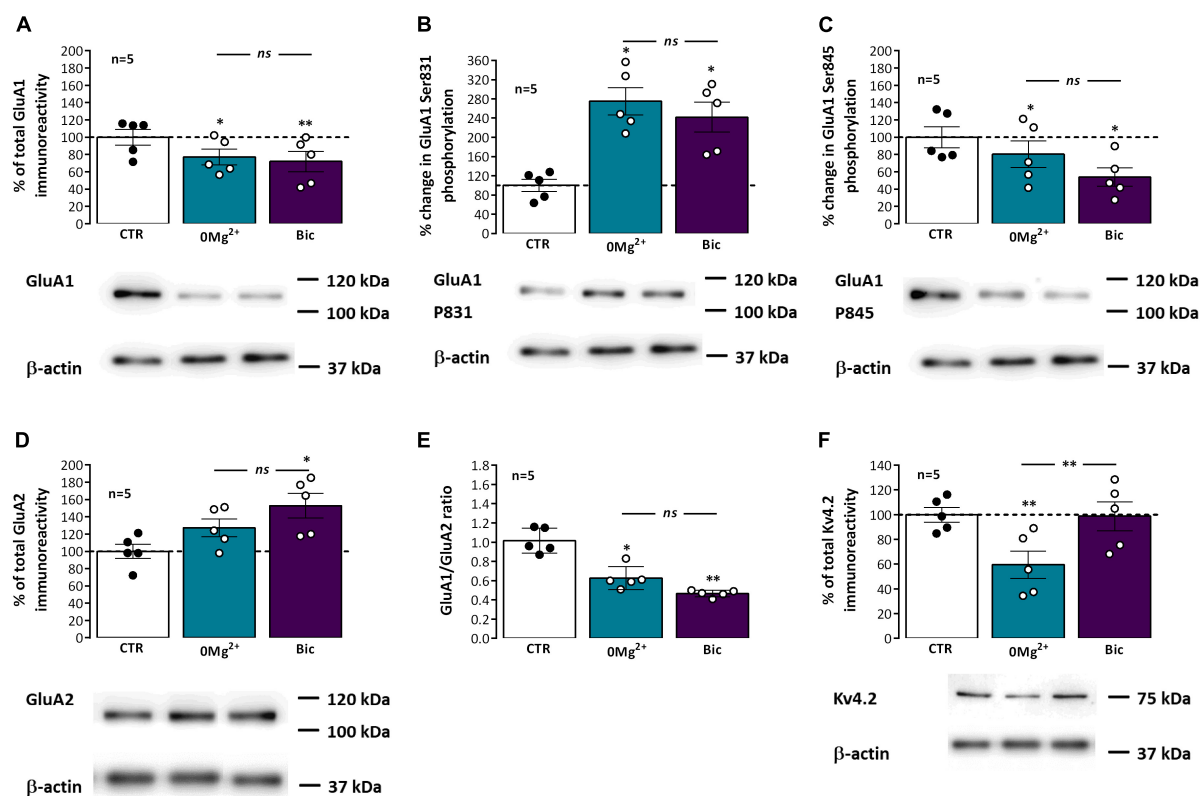 A
% of total GluA1
immunoreactivity
200
180
160
140
120
100
80
60
40
20
0
n=5
ns
*
**
CTR
0Mg²⁺
Bic
GluA1
120 kDa
100 kDa
β-actin
37 kDa
B
% change in GluA1 Ser831
phosphorylation
360
320
280
240
200
160
120
80
40
0
n=5
ns
*
*
CTR
0Mg²⁺
Bic
GluA1
P831
120 kDa
100 kDa
β-actin
37 kDa
C
% change in GluA1 Ser845
phosphorylation
200
180
160
140
120
100
80
60
40
20
0
n=5
ns
*
*
CTR
0Mg²⁺
Bic
GluA1
P845
120 kDa
100 kDa
β-actin
37 kDa
D
% of total GluA2
immunoreactivity
200
180
160
140
120
100
80
60
40
20
0
n=5
ns
*
CTR
0Mg²⁺
Bic
GluA2
120 kDa
100 kDa
β-actin
37 kDa
E
GluA1/GluA2 ratio
1.8
1.6
1.4
1.2
1.0
0.8
0.6
0.4
0.2
0.0
n=5
ns
*
**
CTR
0Mg²⁺
Bic
F
% of total Kv4.2
immunoreactivity
140
120
100
80
60
40
20
0
n=5
**
**
CTR
0Mg²⁺
Bic
Kv4.2
75 kDa
β-actin
37 kDa